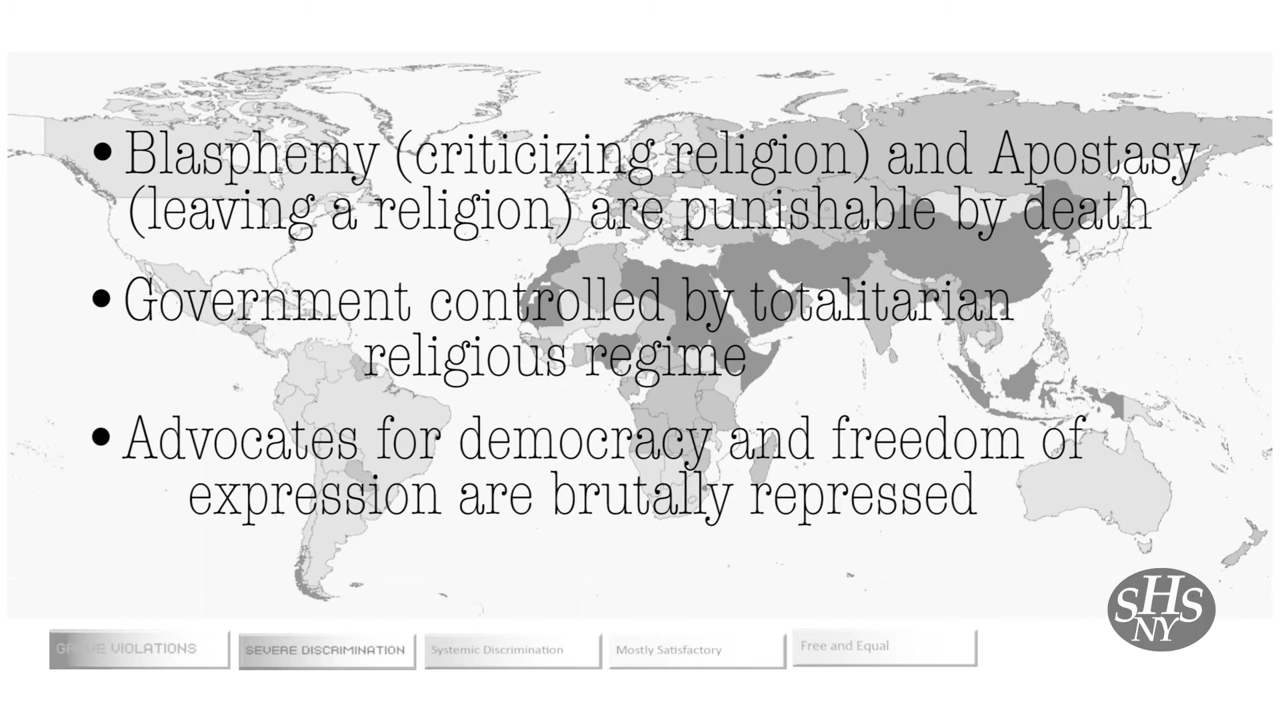 • Blasphemy (criticizing religion) and Apostasy
(leaving a religion) are punishable by death
• Government controlled by totalitarian
religious regime
• Advocates for democracy and freedom of
expression are brutally repressed
SHS
NY
GRAVE VIOLATIONS
SEVERE DISCRIMINATION
Systemic Discrimination
Mostly Satisfactory
Free and Equal